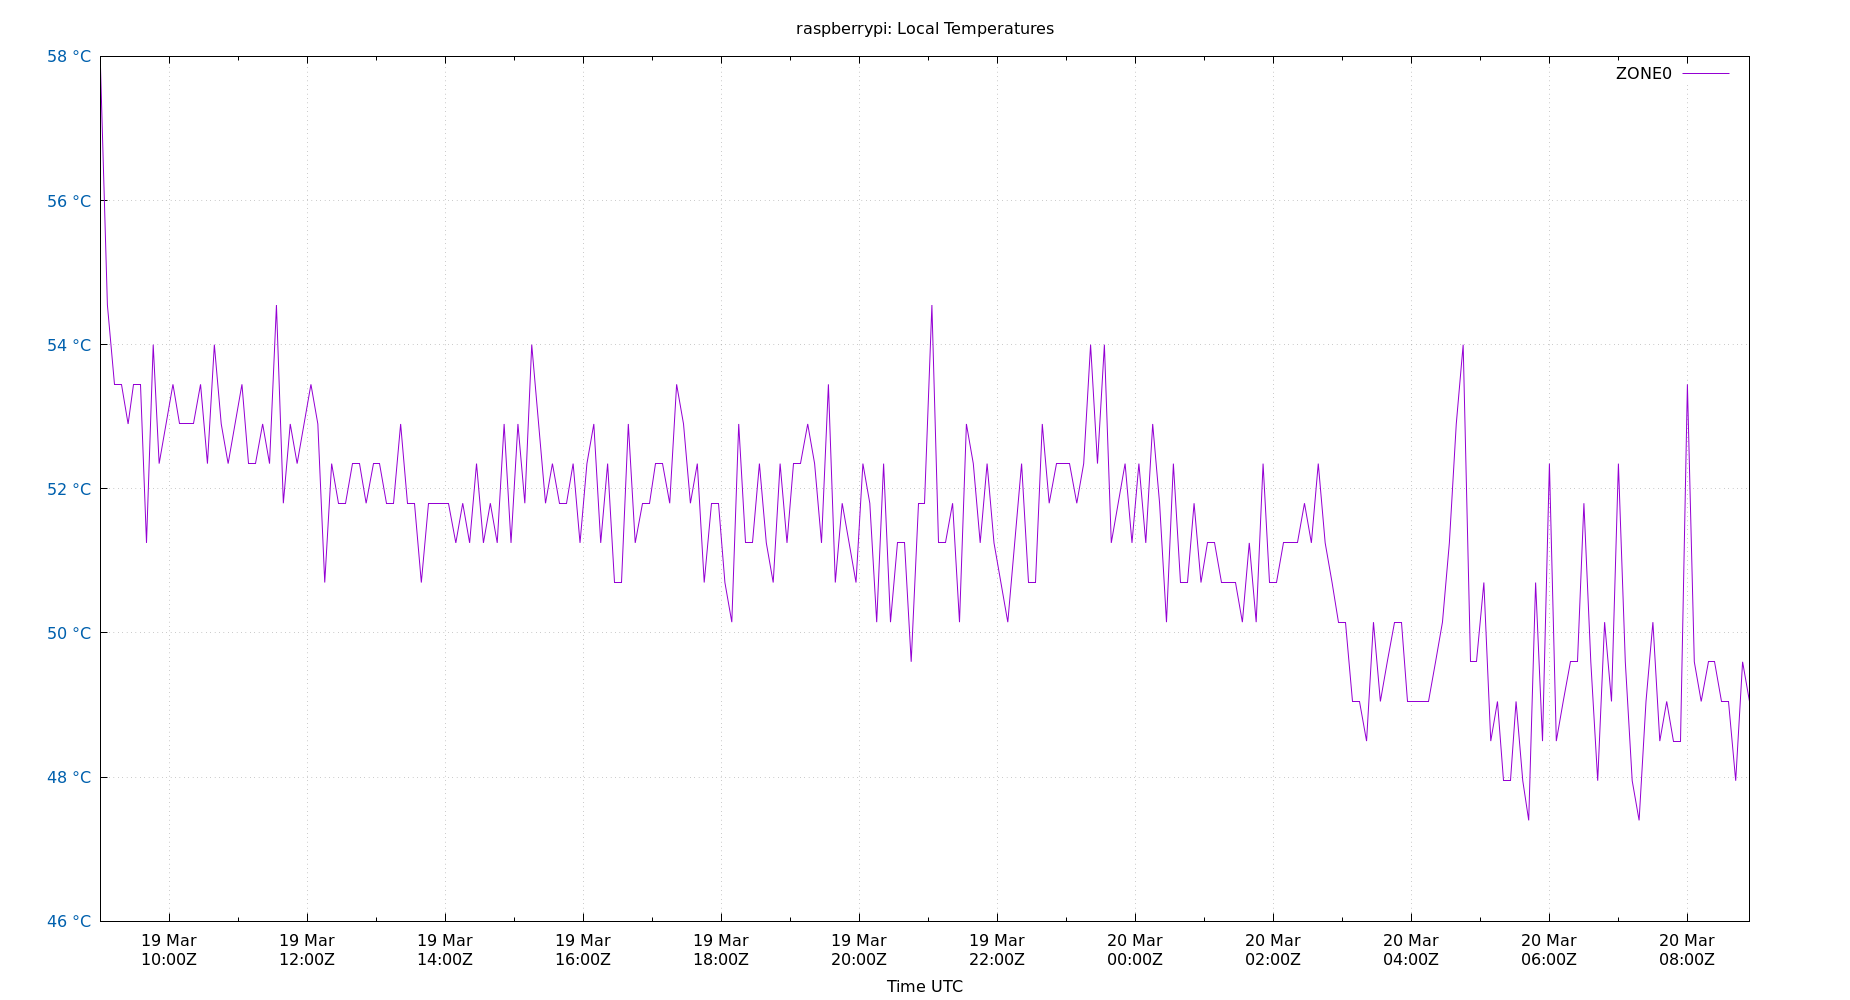 raspberrypi: Local Temperatures
58 °C
ZONE0
56 °C
54 °C
52 °C
50 °C
48 °C
46 °C
19 Mar 19 Mar 19 Mar 19 Mar 19 Mar 19 Mar 19 Mar 20 Mar 20 Mar 20 Mar 20 Mar 20 Mar
10:00Z 12:00Z 14:00Z 16:00Z 18:00Z 20:00Z 22:00Z 00:00Z 02:00Z 04:00Z 06:00Z 08:00Z
Time UTC